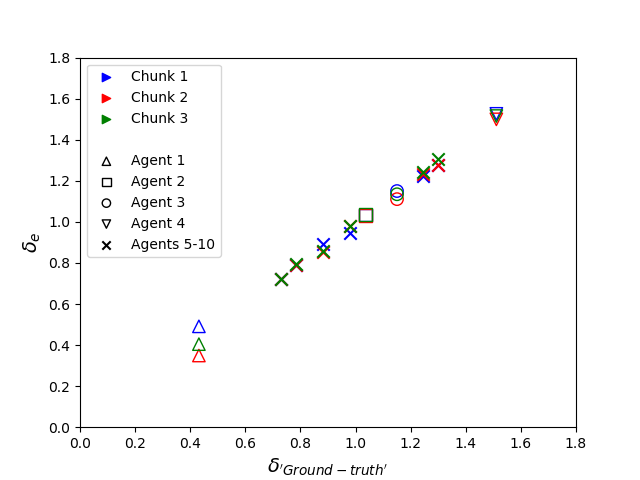 1.8
1.6
1.4
1.2
1.0
0.8
0.6
0.4
0.2
0.0
δe
Chunk 1
Chunk 2
Chunk 3
Agent 1
Agent 2
Agent 3
Agent 4
Agents 5-10
0.0 0.2 0.4 0.6 0.8 1.0 1.2 1.4 1.6 1.8
δ'Ground−truth'